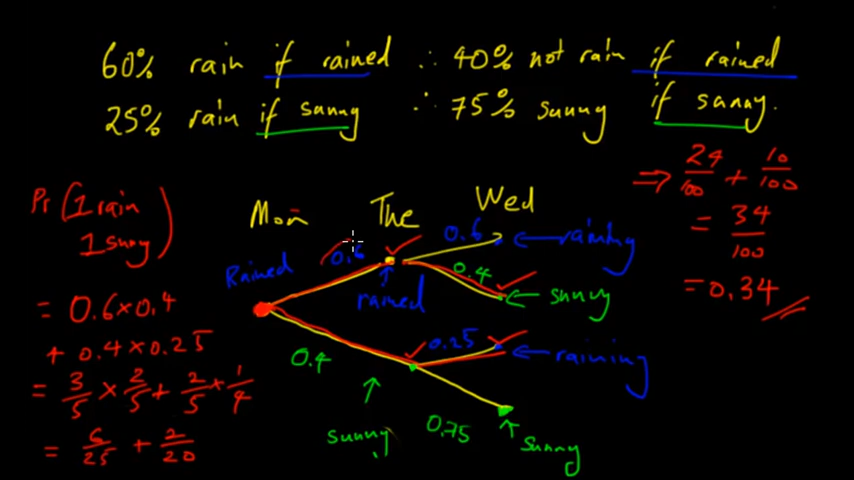 60% rain if rained ∴ 40% not rain if rained
25% rain if sunny ∴ 75% sunny if sunny.
Pr (1 rain
1 sunny)
= 0.6×0.4
+ 0.4×0.25
= 3/5 × 2/5 + 2/5 × 1/4
= 6/25 + 2/20
Mon The Wed
Rained
0.6
rained
0.6
raining
0.4
sunny
0.4
sunny
0.25
raining
0.75
sunny
⇒ 24/100 + 10/100
= 34/100
= 0.34